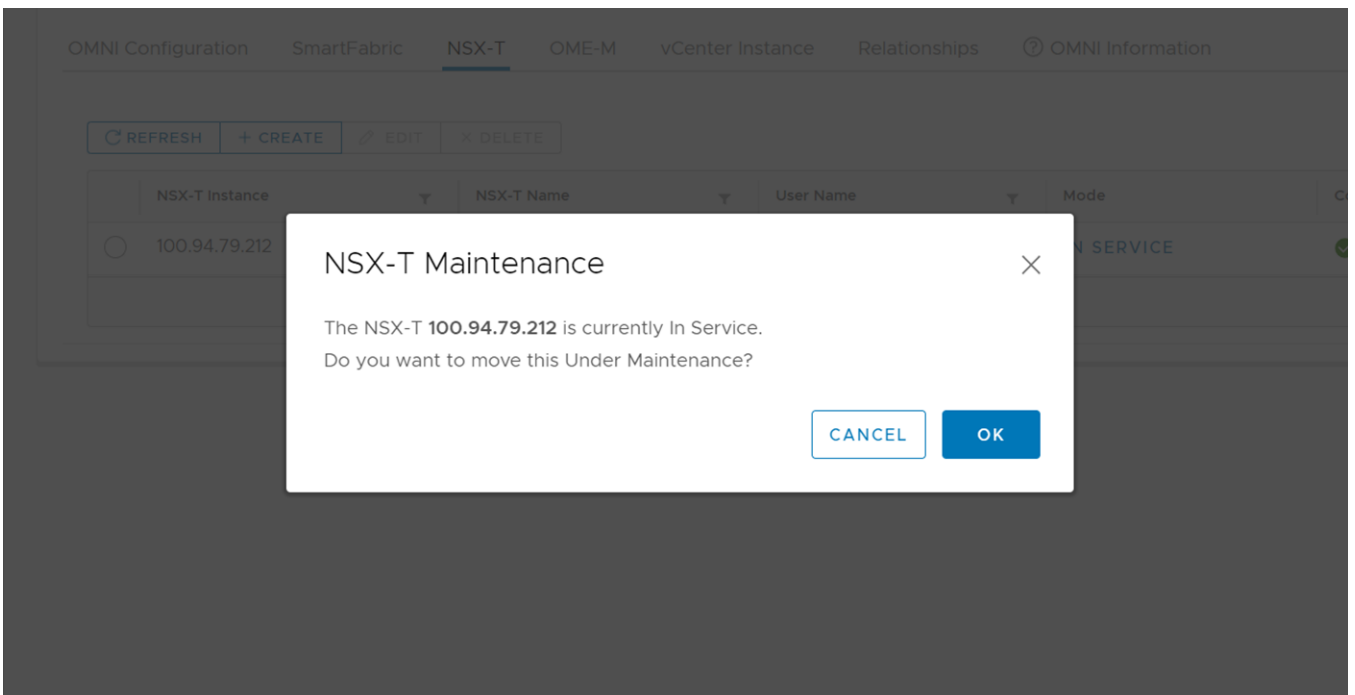 OMNI Configuration SmartFabric NSX-T OME-M vCenter Instance Relationships OMNI Information
REFRESH + CREATE EDIT × DELETE
NSX-T Instance NSX-T Name User Name Mode
100.94.79.212 SERVICE
NSX-T Maintenance
The NSX-T 100.94.79.212 is currently In Service.
Do you want to move this Under Maintenance?
CANCEL OK